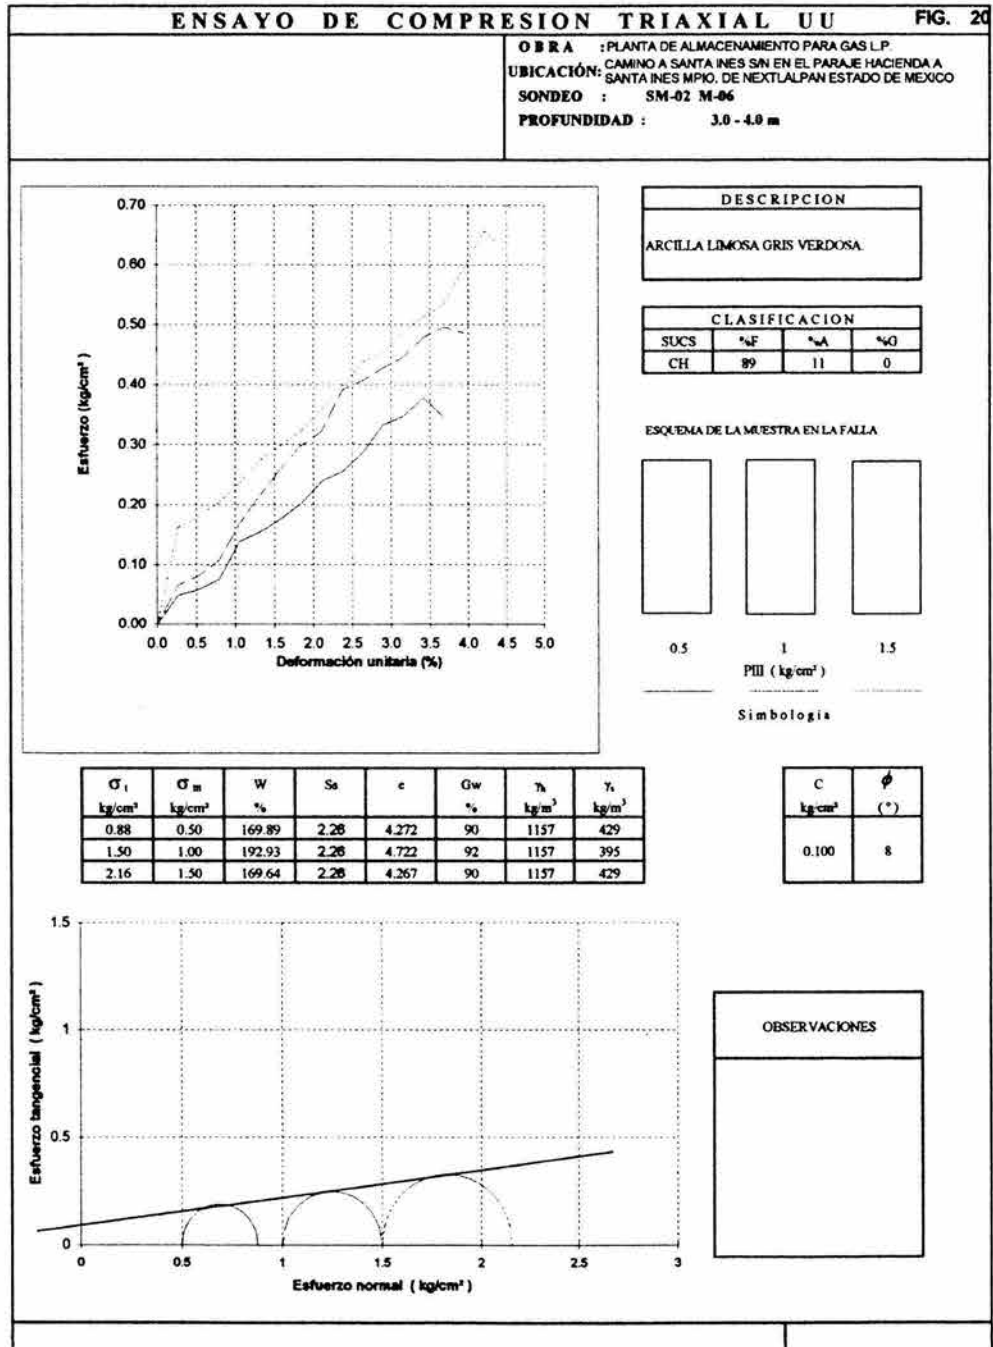 ENSAYO DE COMPRESION TRIAXIAL UU FIG. 20
OBRA : PLANTA DE ALMACENAMIENTO PARA GAS L.P.
UBICACIÓN: CAMINO A SANTA INES S/N EN EL PARAJE HACIENDA A
SANTA INES MPIO. DE NEXTLALPAN ESTADO DE MEXICO
SONDEO : SM-02 M-06
PROFUNDIDAD : 3.0 - 4.0 m
0.70
0.60
0.50
0.40
0.30
0.20
0.10
0.00
Esfuerzo (kg/cm²)
0.0 0.5 1.0 1.5 2.0 2.5 3.0 3.5 4.0 4.5 5.0
Deformación unitaria (%)
DESCRIPCION
ARCILLA LIMOSA GRIS VERDOSA.
CLASIFICACION
SUCS %F %A %G
CH 89 11 0
ESQUEMA DE LA MUESTRA EN LA FALLA
0.5 1 1.5
PIII ( kg/cm² )
Simbologia
σ₁ σ III W Ss e Gw γh γs
kg/cm² kg/cm² % % kg/m³ kg/m³
0.88 0.50 169.89 2.26 4.272 90 1157 429
1.50 1.00 192.93 2.26 4.722 92 1157 395
2.16 1.50 169.64 2.26 4.267 90 1157 429
C ϕ
kg/cm² (°)
0.100 8
1.5
1
0.5
0
Esfuerzo tangencial ( kg/cm² )
0 0.5 1 1.5 2 2.5 3
Esfuerzo normal ( kg/cm² )
OBSERVACIONES